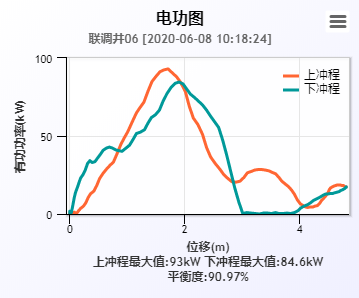 电功图
联调井06 [2020-06-08 10:18:24]
上冲程
下冲程
有功功率(kW)
100
50
0
0
2
4
位移(m)
上冲程最大值:93kW 下冲程最大值:84.6kW
平衡度:90.97%